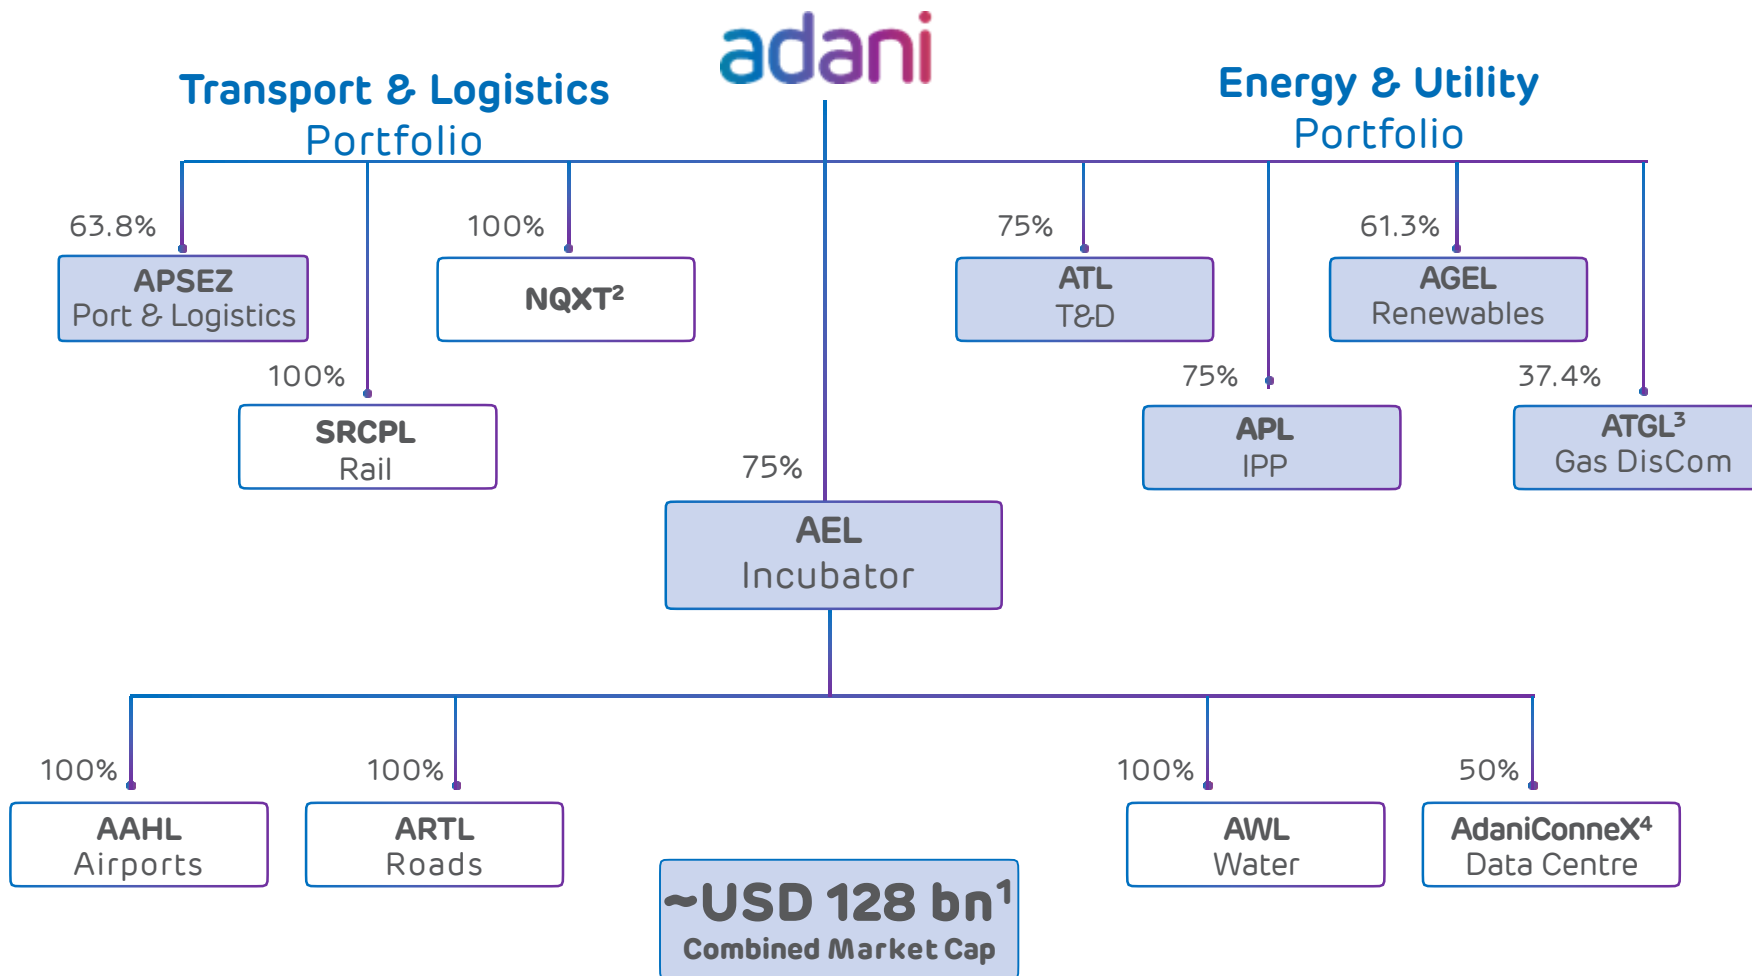 adani
Transport & Logistics
Portfolio
Energy & Utility
Portfolio
63.8%
APSEZ
Port & Logistics
100%
SRCPL
Rail
100%
NQXT²
75%
ATL
T&D
75%
APL
IPP
61.3%
AGEL
Renewables
37.4%
ATGL³
Gas DisCom
75%
AEL
Incubator
100%
AAHL
Airports
100%
ARTL
Roads
100%
AWL
Water
50%
AdaniConneX⁴
Data Centre
~USD 128 bn¹
Combined Market Cap